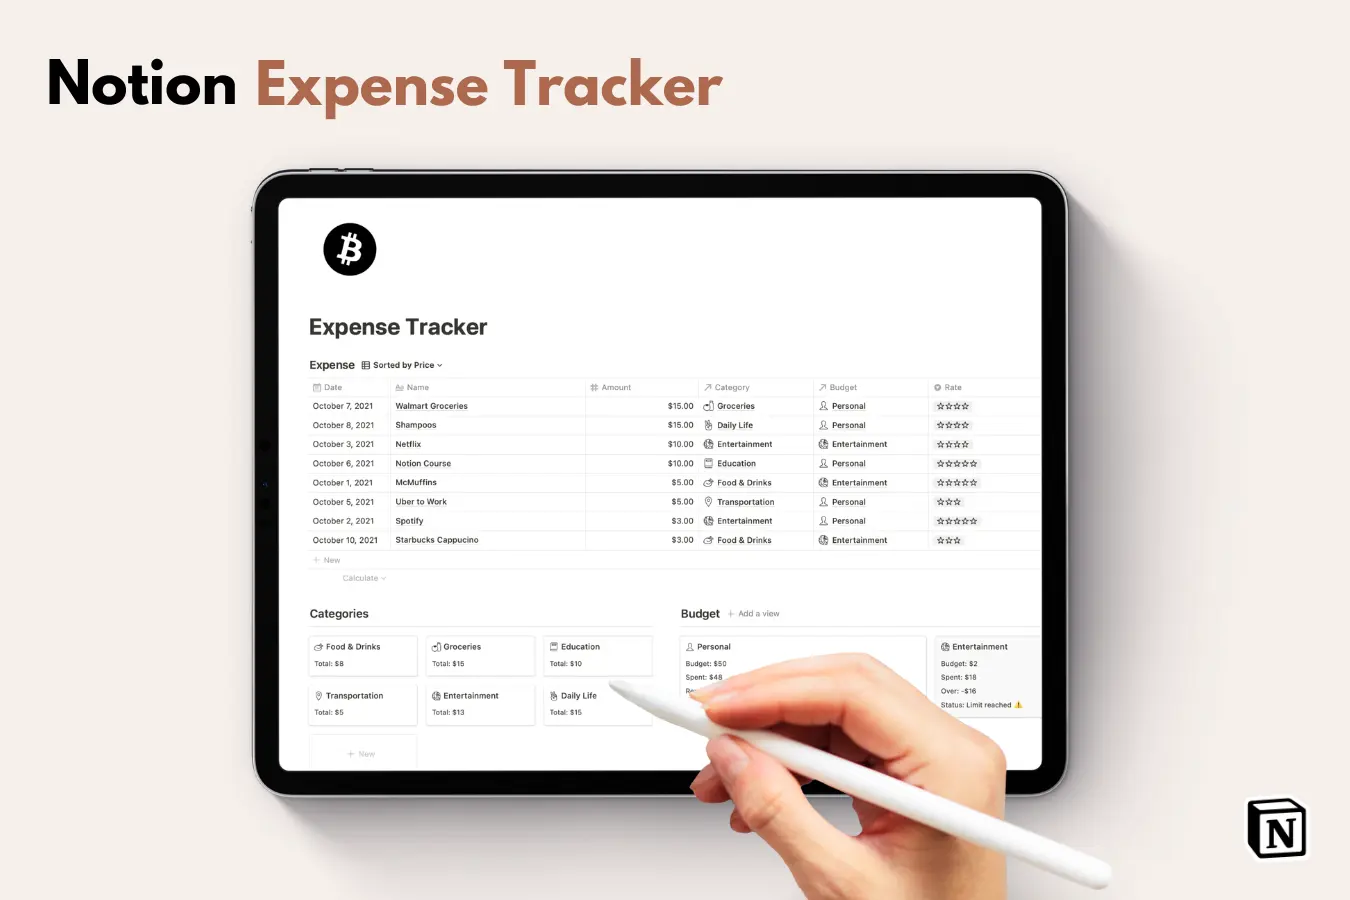 Notion Expense Tracker
Expense Tracker
Expense Sorted by Price
Date Name Amount Category Budget Rate
October 7, 2021 Walmart Groceries $15.00 Groceries Personal ☆☆☆☆
October 8, 2021 Shampoos $15.00 Daily Life Personal ☆☆☆☆
October 3, 2021 Netflix $10.00 Entertainment Entertainment ☆☆☆☆
October 6, 2021 Notion Course $10.00 Education Personal ☆☆☆☆☆
October 1, 2021 McMuffins $5.00 Food & Drinks Entertainment ☆☆☆☆☆
October 5, 2021 Uber to Work $5.00 Transportation Personal ☆☆☆
October 2, 2021 Spotify $3.00 Entertainment Personal ☆☆☆☆☆
October 10, 2021 Starbucks Cappucino $3.00 Food & Drinks Entertainment ☆☆☆
+ New
Calculate
Categories
Food & Drinks
Total: $8
Groceries
Total: $15
Education
Total: $10
Transportation
Total: $5
Entertainment
Total: $13
Daily Life
Total: $15
+ New
Budget + Add a view
Personal
Budget: $50
Spent: $48
Entertainment
Budget: $2
Spent: $18
Over: -$16
Status: Limit reached ⚠️
N